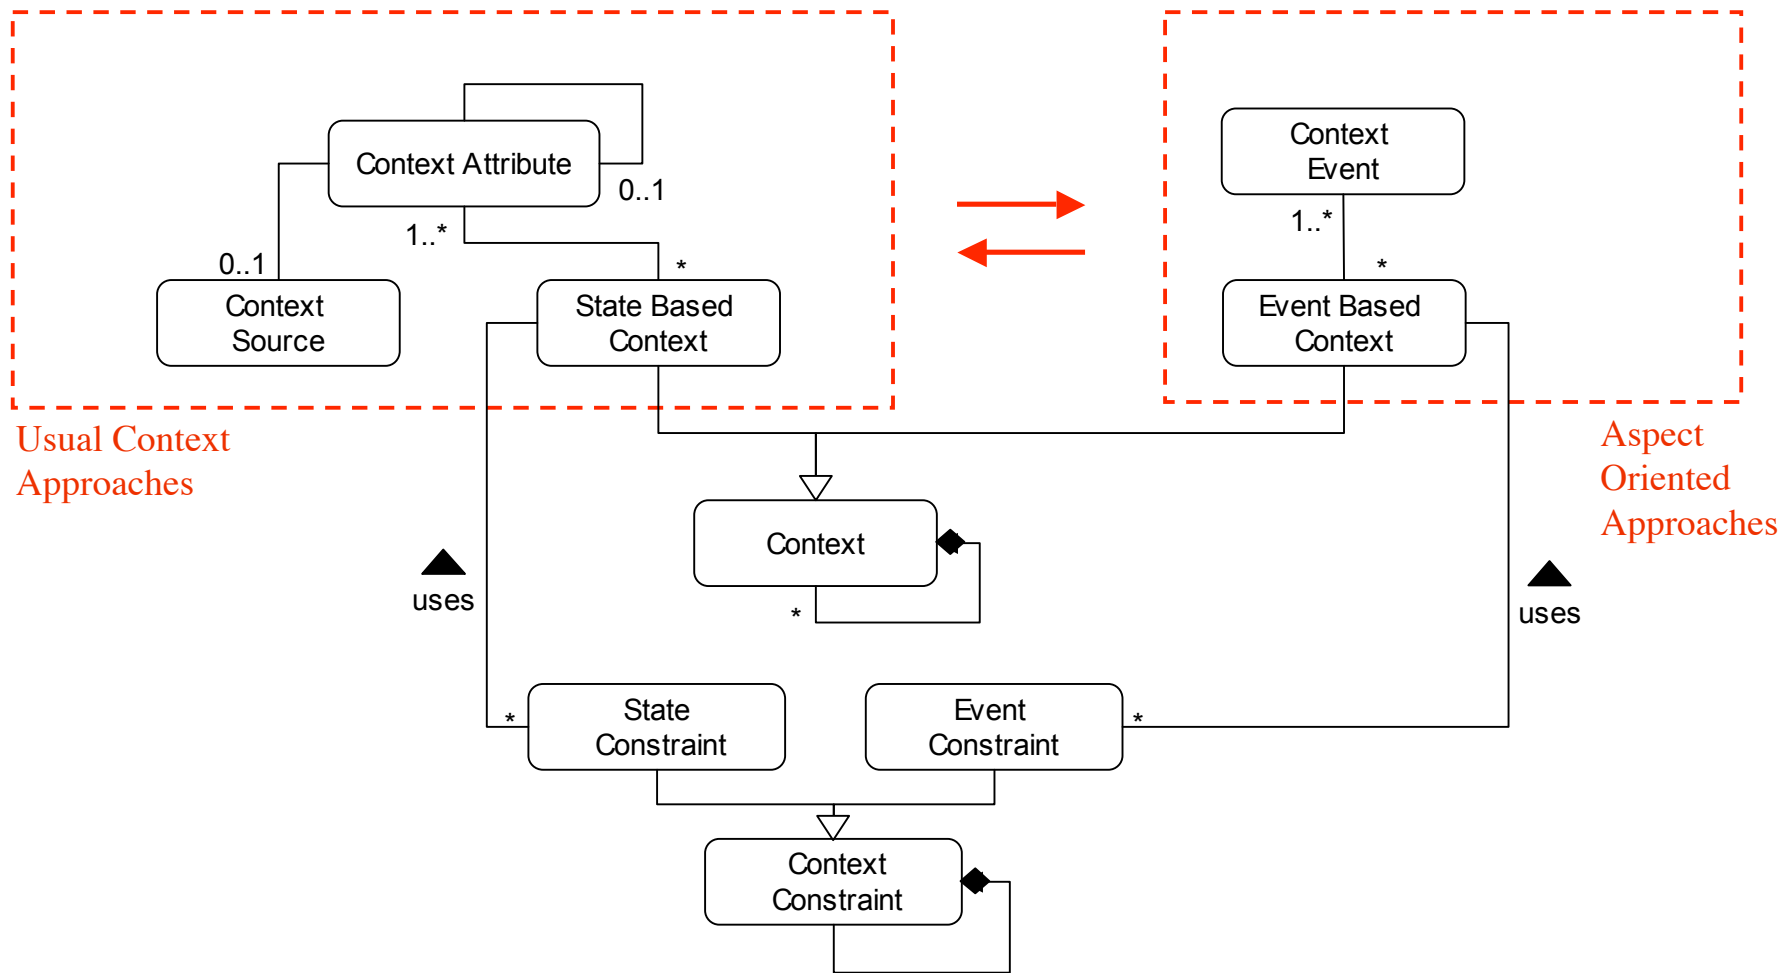 Context Attribute
0..1
1..*
0..1
*
Context
Source
State Based
Context
Usual Context
Approaches
Context
Event
1..*
*
Event Based
Context
Aspect
Oriented
Approaches
Context
*
uses
uses
*
State
Constraint
Event
Constraint
*
Context
Constraint